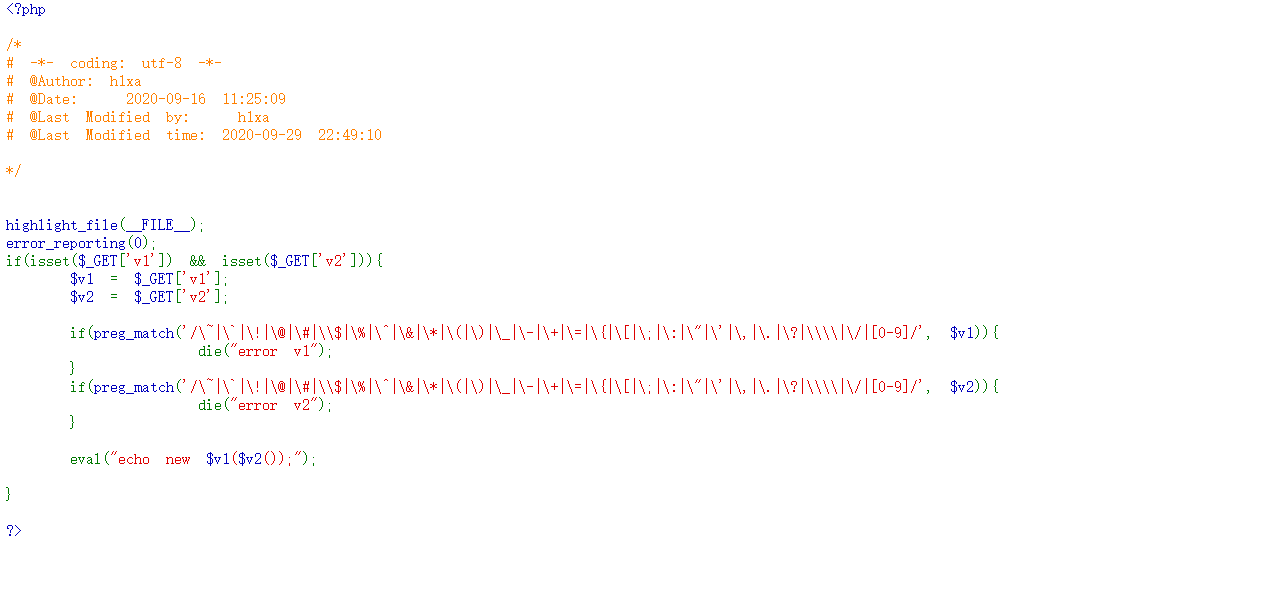 <?php
/*
# -*- coding: utf-8 -*-
# @Author: h1xa
# @Date:   2020-09-16 11:25:09
# @Last Modified by:   h1xa
# @Last Modified time: 2020-09-29 22:49:10
*/
highlight_file(__FILE__);
error_reporting(0);
if(isset($_GET['v1']) && isset($_GET['v2'])){
    $v1 = $_GET['v1'];
    $v2 = $_GET['v2'];
    if(preg_match('/\~|\`|\!|\@|\#|\\$|\%|\^|\&|\*|\(|\)|\_|\-|\+|\=|\{|\[|\;|\:|\"|\'|\,|\.|\?|\\\\|\/|[0-9]/', $v1)){
            die("error v1");
    }
    if(preg_match('/\~|\`|\!|\@|\#|\\$|\%|\^|\&|\*|\(|\)|\_|\-|\+|\=|\{|\[|\;|\:|\"|\'|\,|\.|\?|\\\\|\/|[0-9]/', $v2)){
            die("error v2");
    }
    eval("echo new $v1($v2());");
}
?>